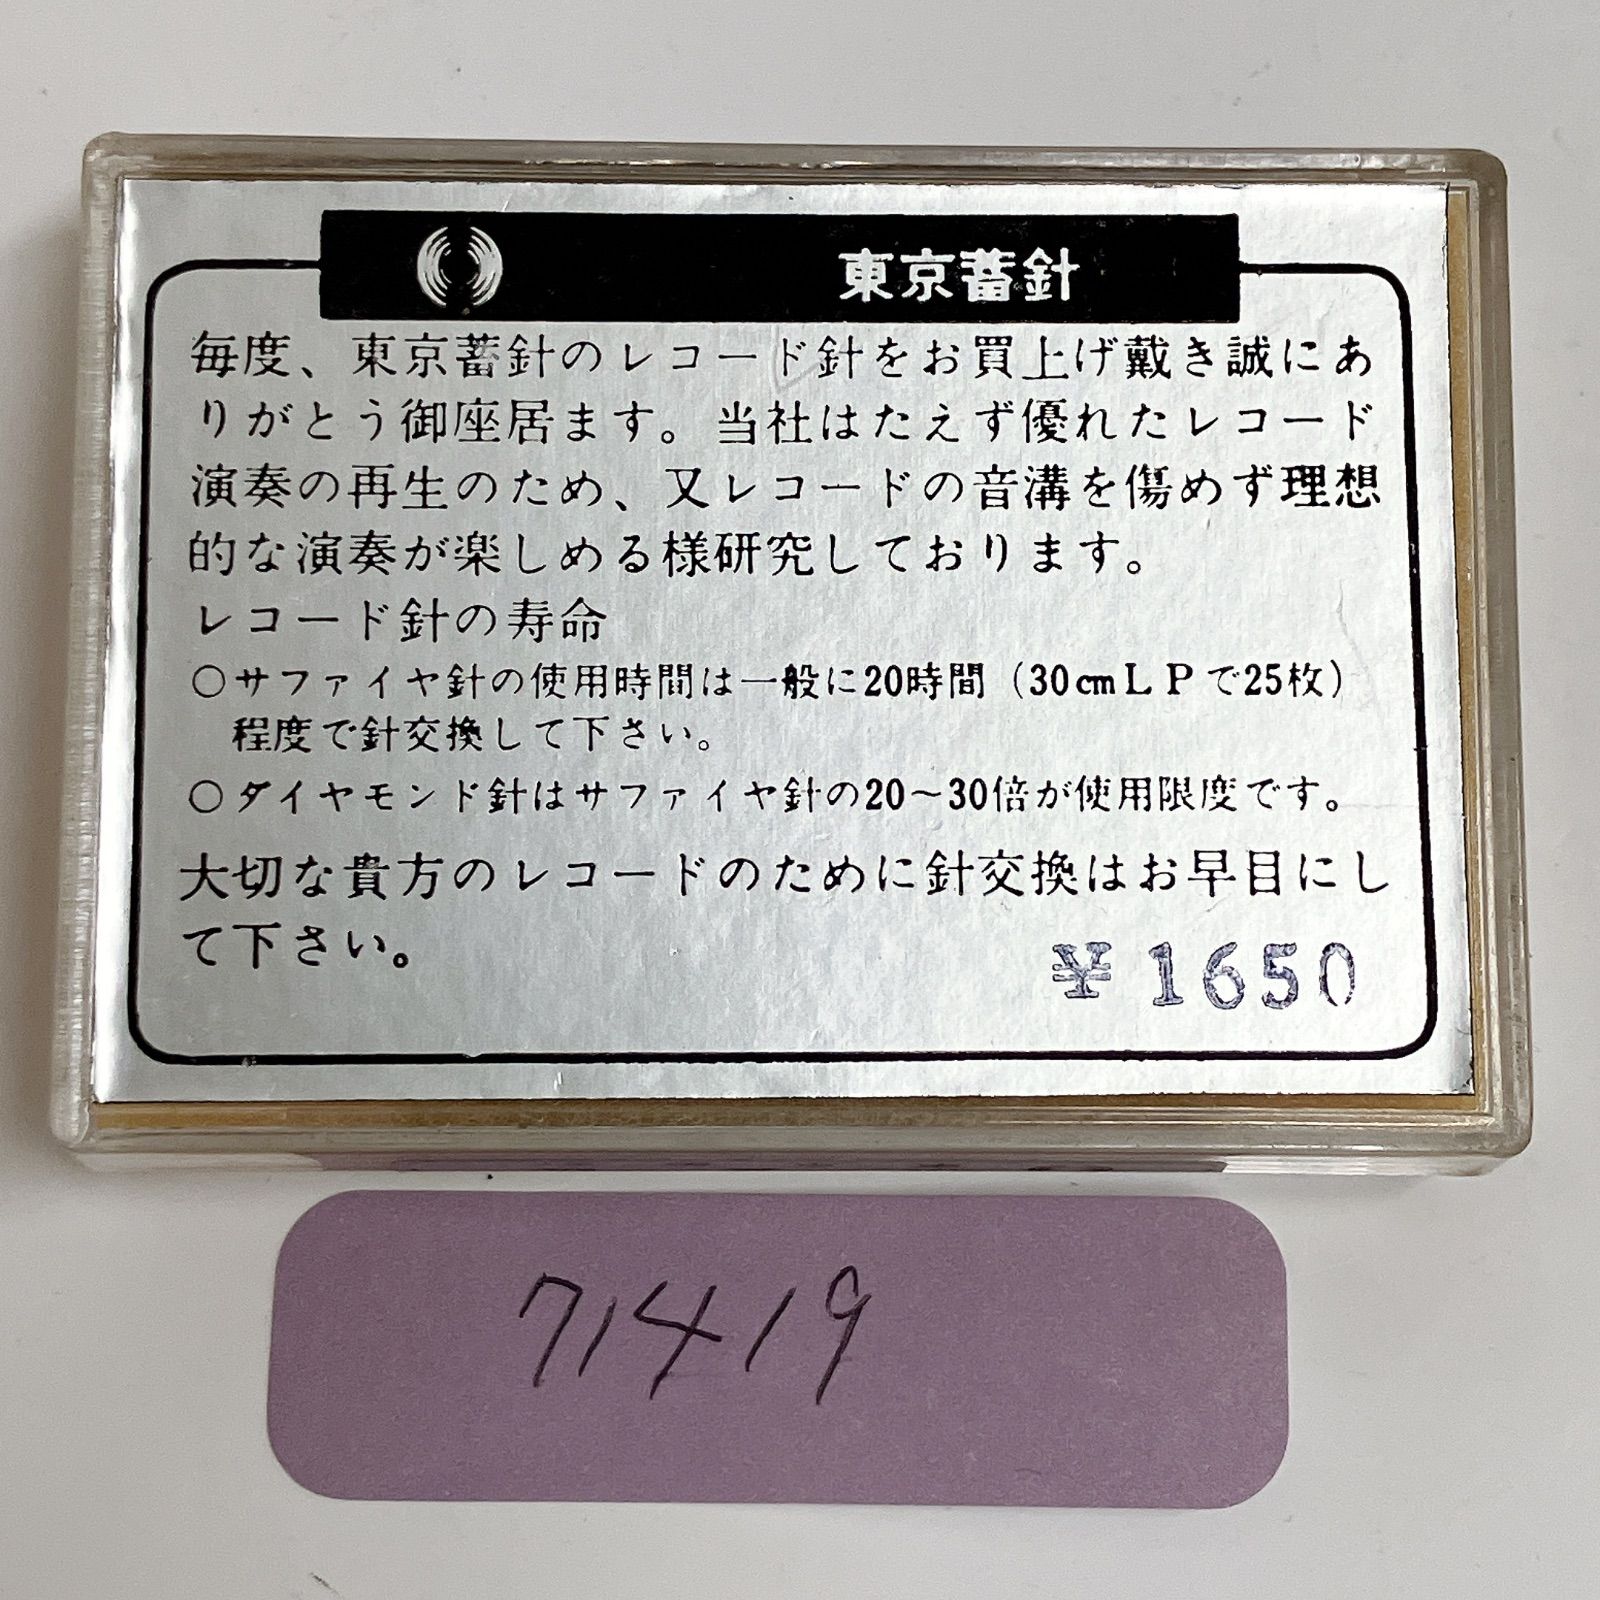 東京蓄針
毎度、東京蓄針のレコード針をお買上げ戴き誠にあ
りがとう御座居ます。当社はたえず優れたレコード
演奏の再生のため、又レコードの音溝を傷めず理想
的な演奏が楽しめる様研究しております。
レコード針の寿命
○サファイヤ針の使用時間は一般に20時間（30㎝ＬＰで25枚）
程度で針交換して下さい。
○ダイヤモンド針はサファイヤ針の20～30倍が使用限度です。
大切な貴方のレコードのために針交換はお早目にし
て下さい。
¥1650
71419